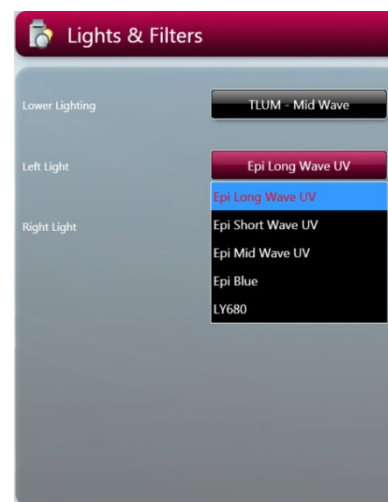 Lights & Filters
Lower Lighting
TLUM - Mid Wave
Left Light
Epi Long Wave UV
Epi Long Wave UV
Epi Short Wave UV
Right Light
Epi Mid Wave UV
Epi Blue
LY680